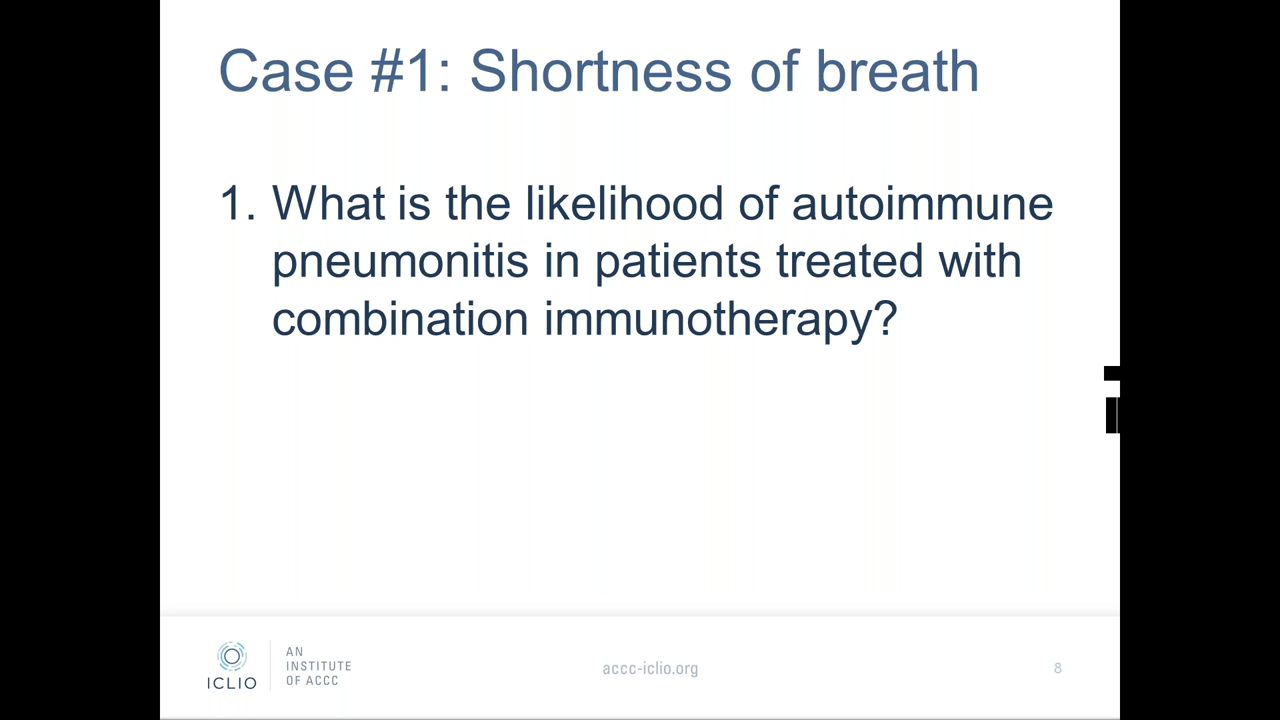 Case #1: Shortness of breath
1. What is the likelihood of autoimmune
pneumonitis in patients treated with
combination immunotherapy?
ICLIO
AN
INSTITUTE
OF ACCC
accc-iclio.org
8